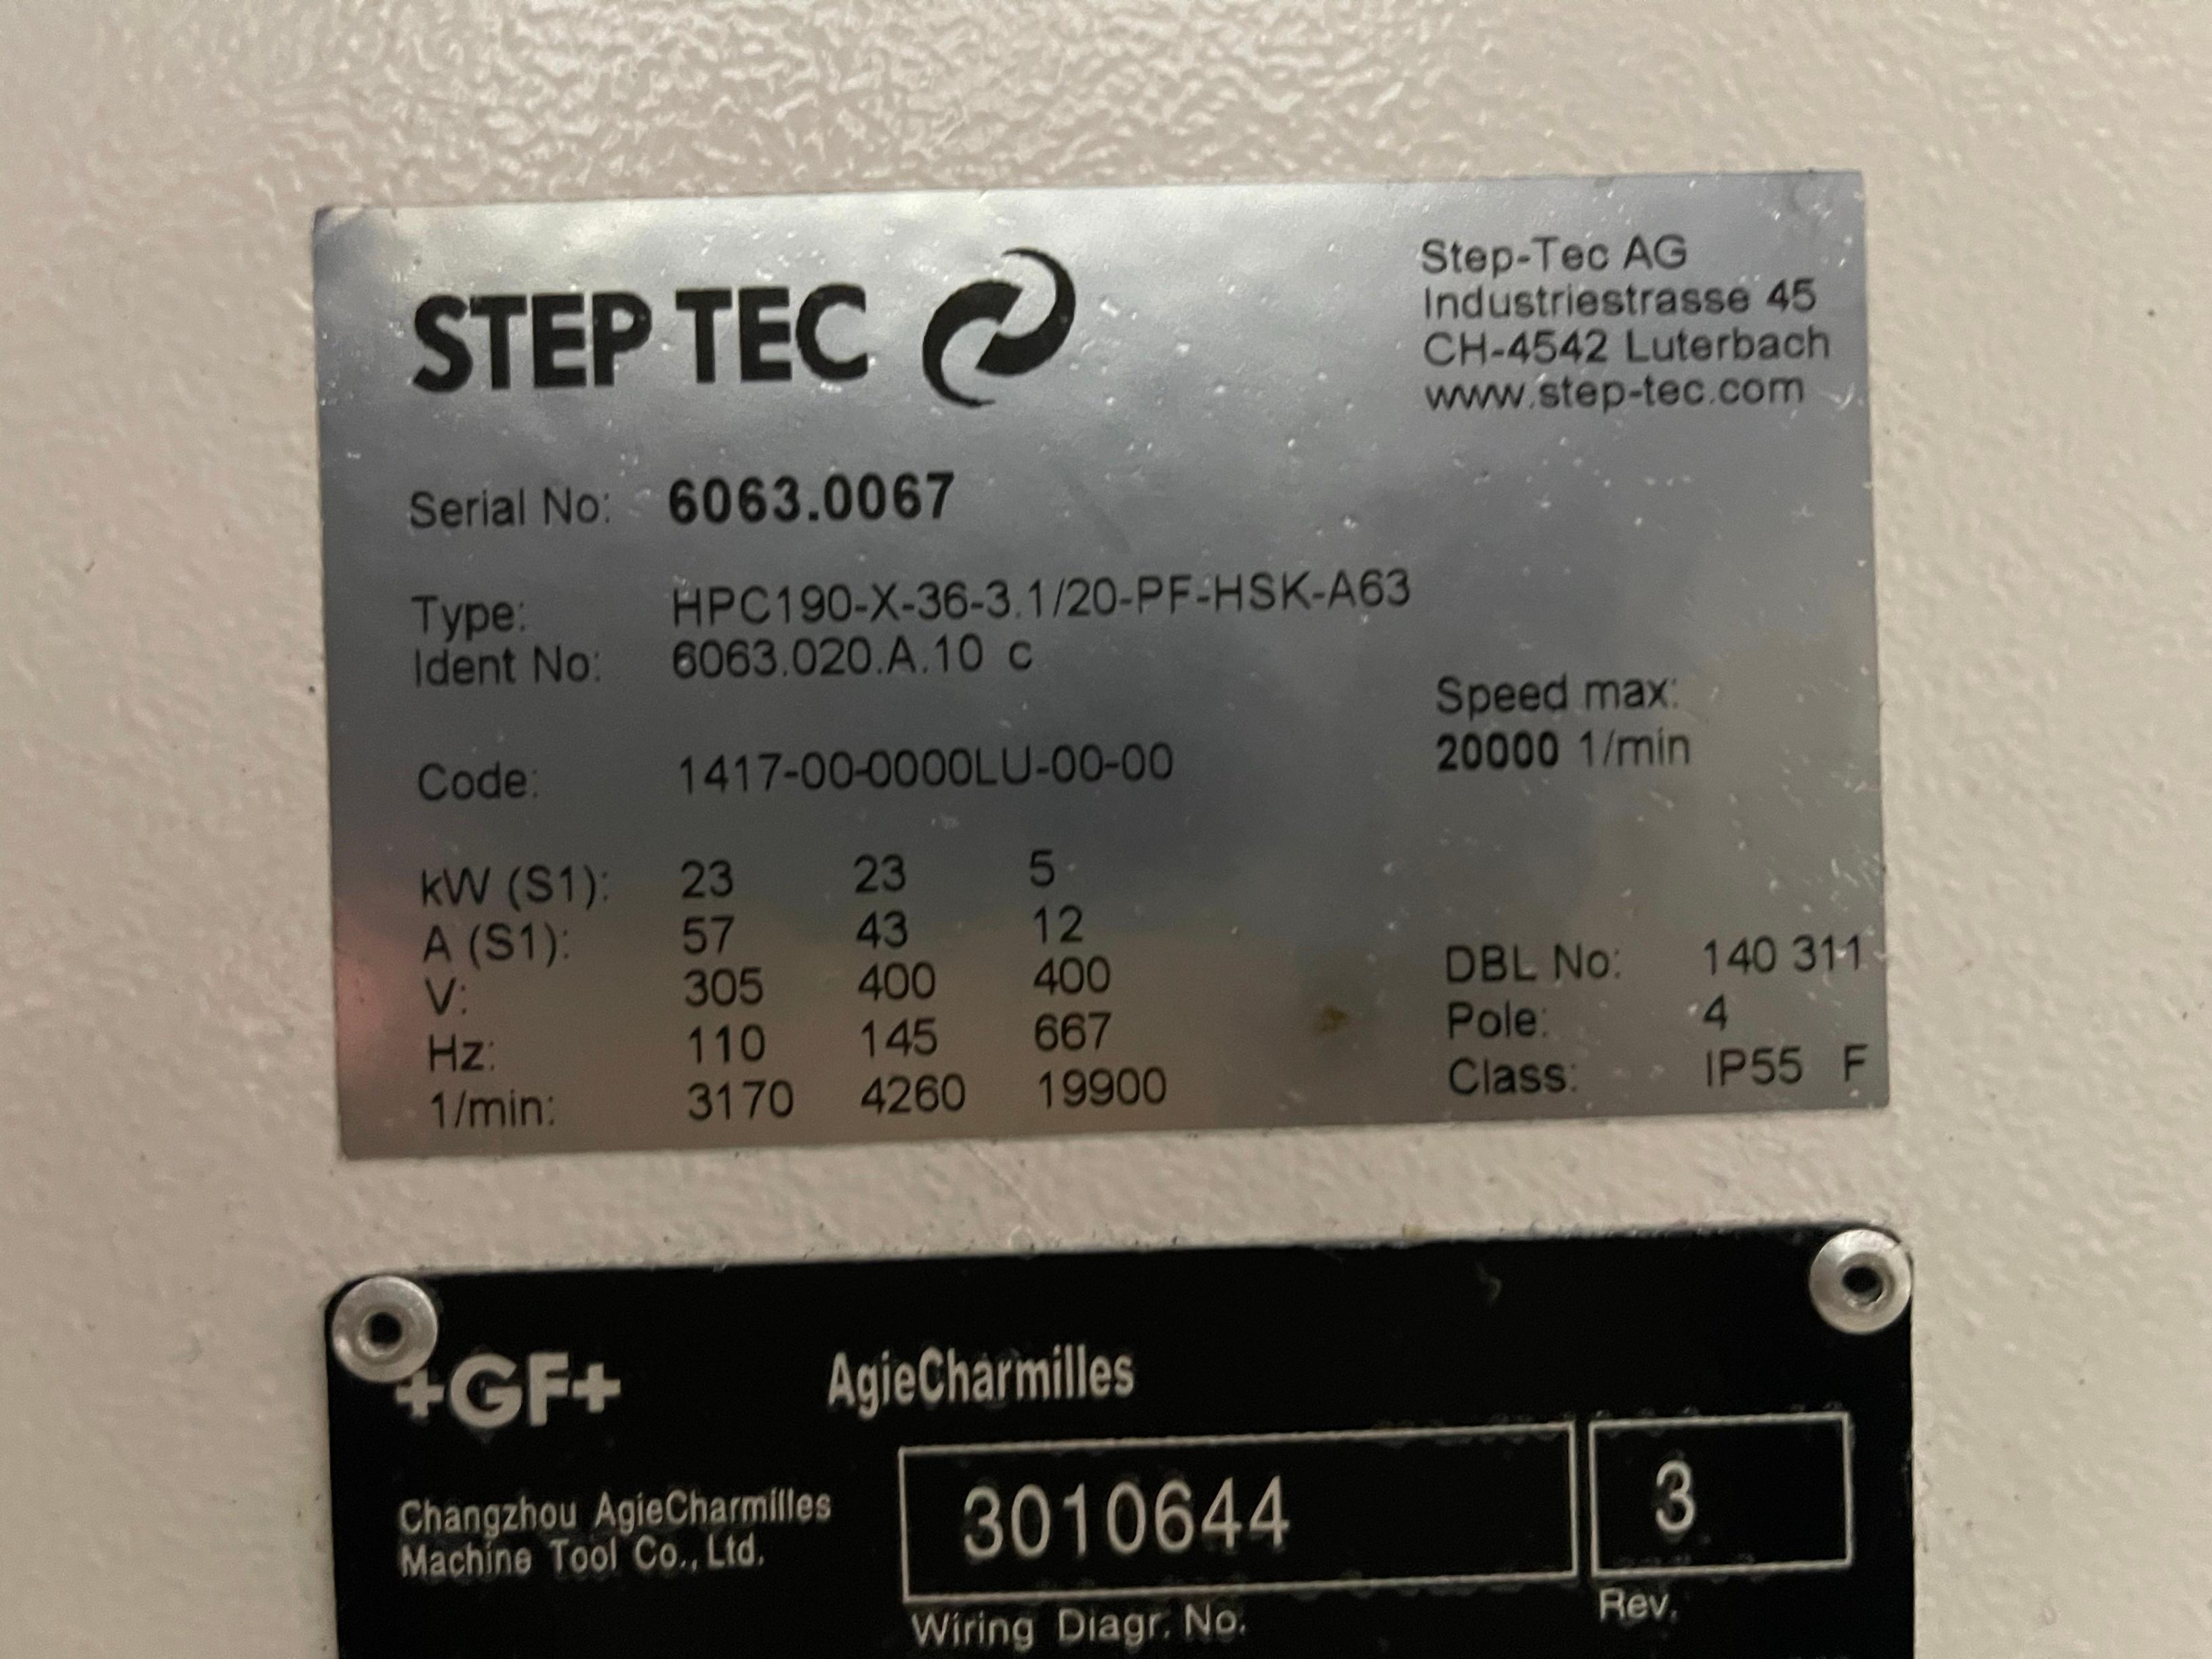 STEP TEC
Step-Tec AG
Industriestrasse 45
CH-4542 Luterbach
www.step-tec.com
Serial No: 6063.0067
Type: HPC190-X-36-3.1/20-PF-HSK-A63
Ident No: 6063.020.A.10 c
Speed max:
20000 1/min
Code: 1417-00-0000LU-00-00
kW (S1): 23 23 5
A (S1): 57 43 12
V: 305 400 400
Hz: 110 145 667
1/min: 3170 4260 19900
DBL No: 140 311
Pole: 4
Class: IP55 F
+GF+ AgieCharmilles
Changzhou AgieCharmilles
Machine Tool Co., Ltd.
3010644 3
Wiring Diagr. No. Rev.